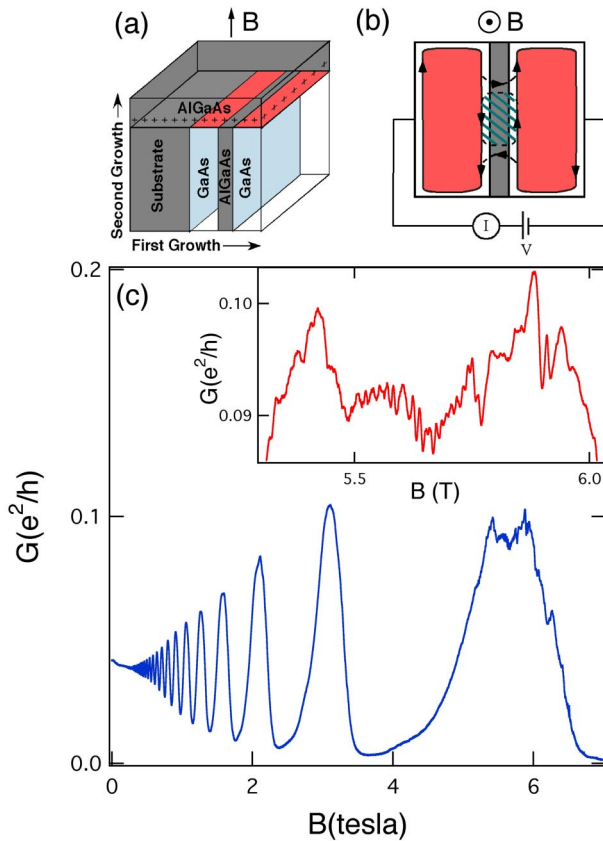 (a)
B
AlGaAs
+ + + + + + + + + +
Substrate
GaAs
AlGaAs
GaAs
Second Growth
First Growth
(b)
B
I
V
(c)
0.2
0.1
0.0
G(e²/h)
0
2
4
6
B(tesla)
0.10
0.09
G(e²/h)
5.5
6.0
B (T)